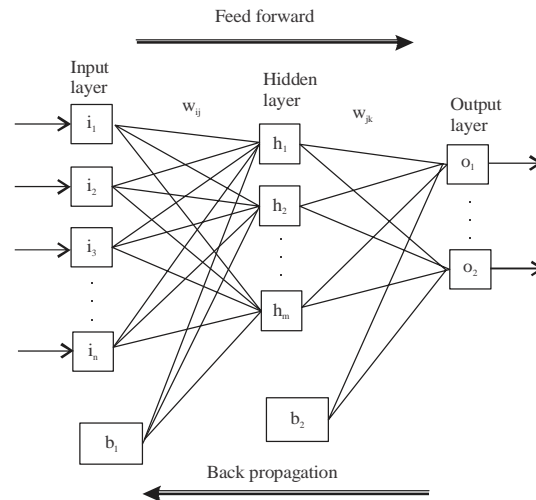 Feed forward
Input
layer
Hidden
layer
w_ij
w_jk
Output
layer
i_1
h_1
o_1
i_2
h_2
i_3
o_2
h_m
i_n
b_1
b_2
Back propagation